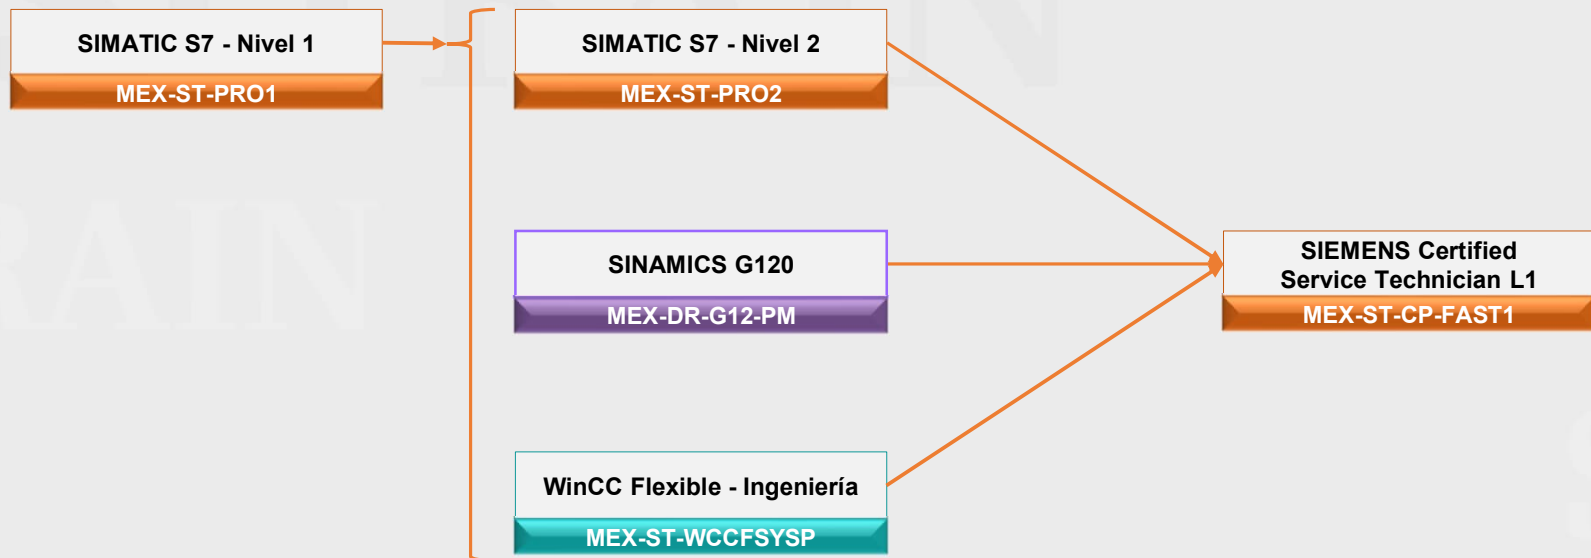 SIMATIC S7 - Nivel 1
MEX-ST-PRO1
SIMATIC S7 - Nivel 2
MEX-ST-PRO2
SINAMICS G120
MEX-DR-G12-PM
WinCC Flexible - Ingeniería
MEX-ST-WCCFSYSP
SIEMENS Certified
Service Technician L1
MEX-ST-CP-FAST1